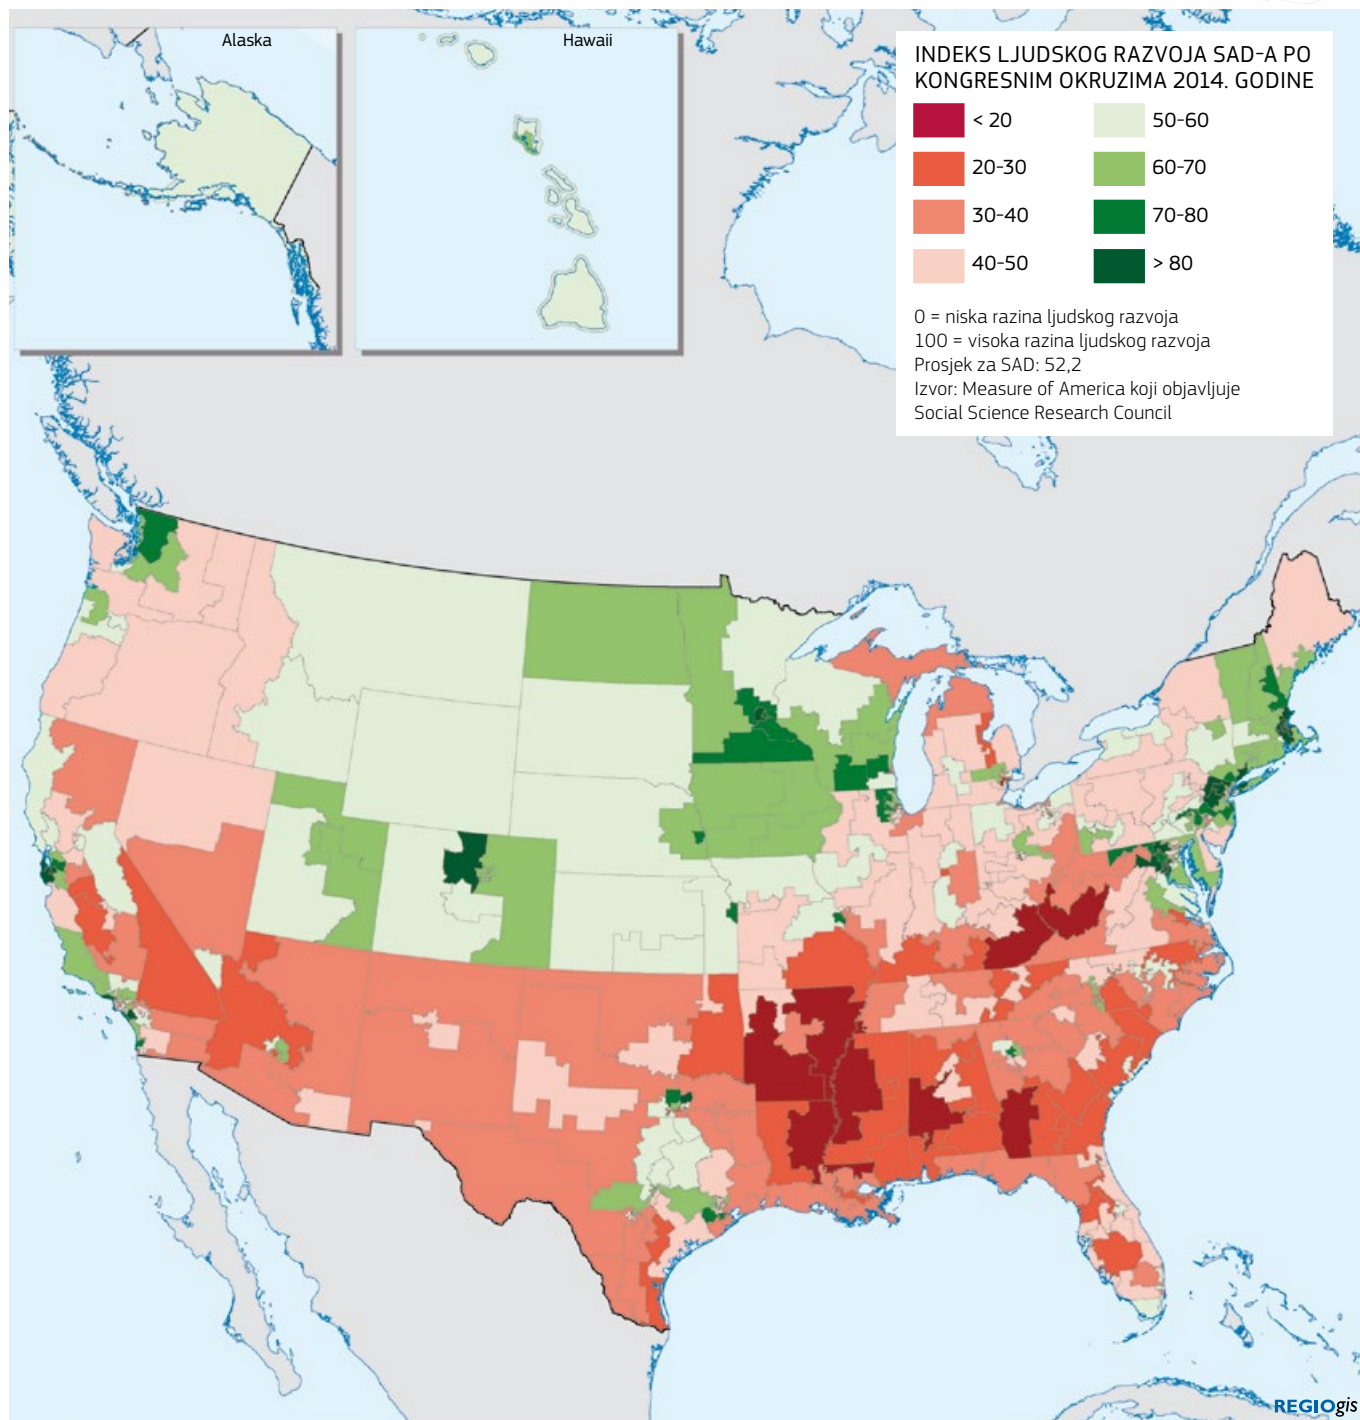 Alaska
Hawaii
INDEKS LJUDSKOG RAZVOJA SAD-A PO
KONGRESNIM OKRUZIMA 2014. GODINE
< 20
50-60
20-30
60-70
30-40
70-80
40-50
> 80
0 = niska razina ljudskog razvoja
100 = visoka razina ljudskog razvoja
Prosjek za SAD: 52,2
Izvor: Measure of America koji objavljuje
Social Science Research Council
REGIOgis